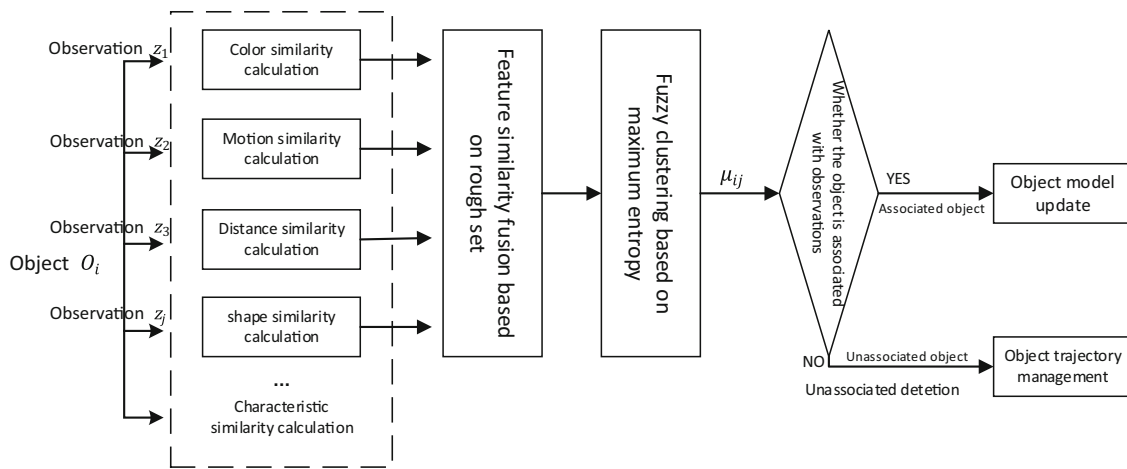 Observation z₁
Observation z₂
Observation z₃
Object Oᵢ
Observation zⱼ
Color similarity
calculation
Motion similarity
calculation
Distance similarity
calculation
shape similarity
calculation
...
Characteristic
similarity calculation
Feature similarity fusion based
on rough set
Fuzzy clustering based on
maximum entropy
μᵢⱼ
Whether the object is associated
with observations
YES
Associated object
Object model
update
NO
Unassociated object
Unassociated detetion
Object trajectory
management